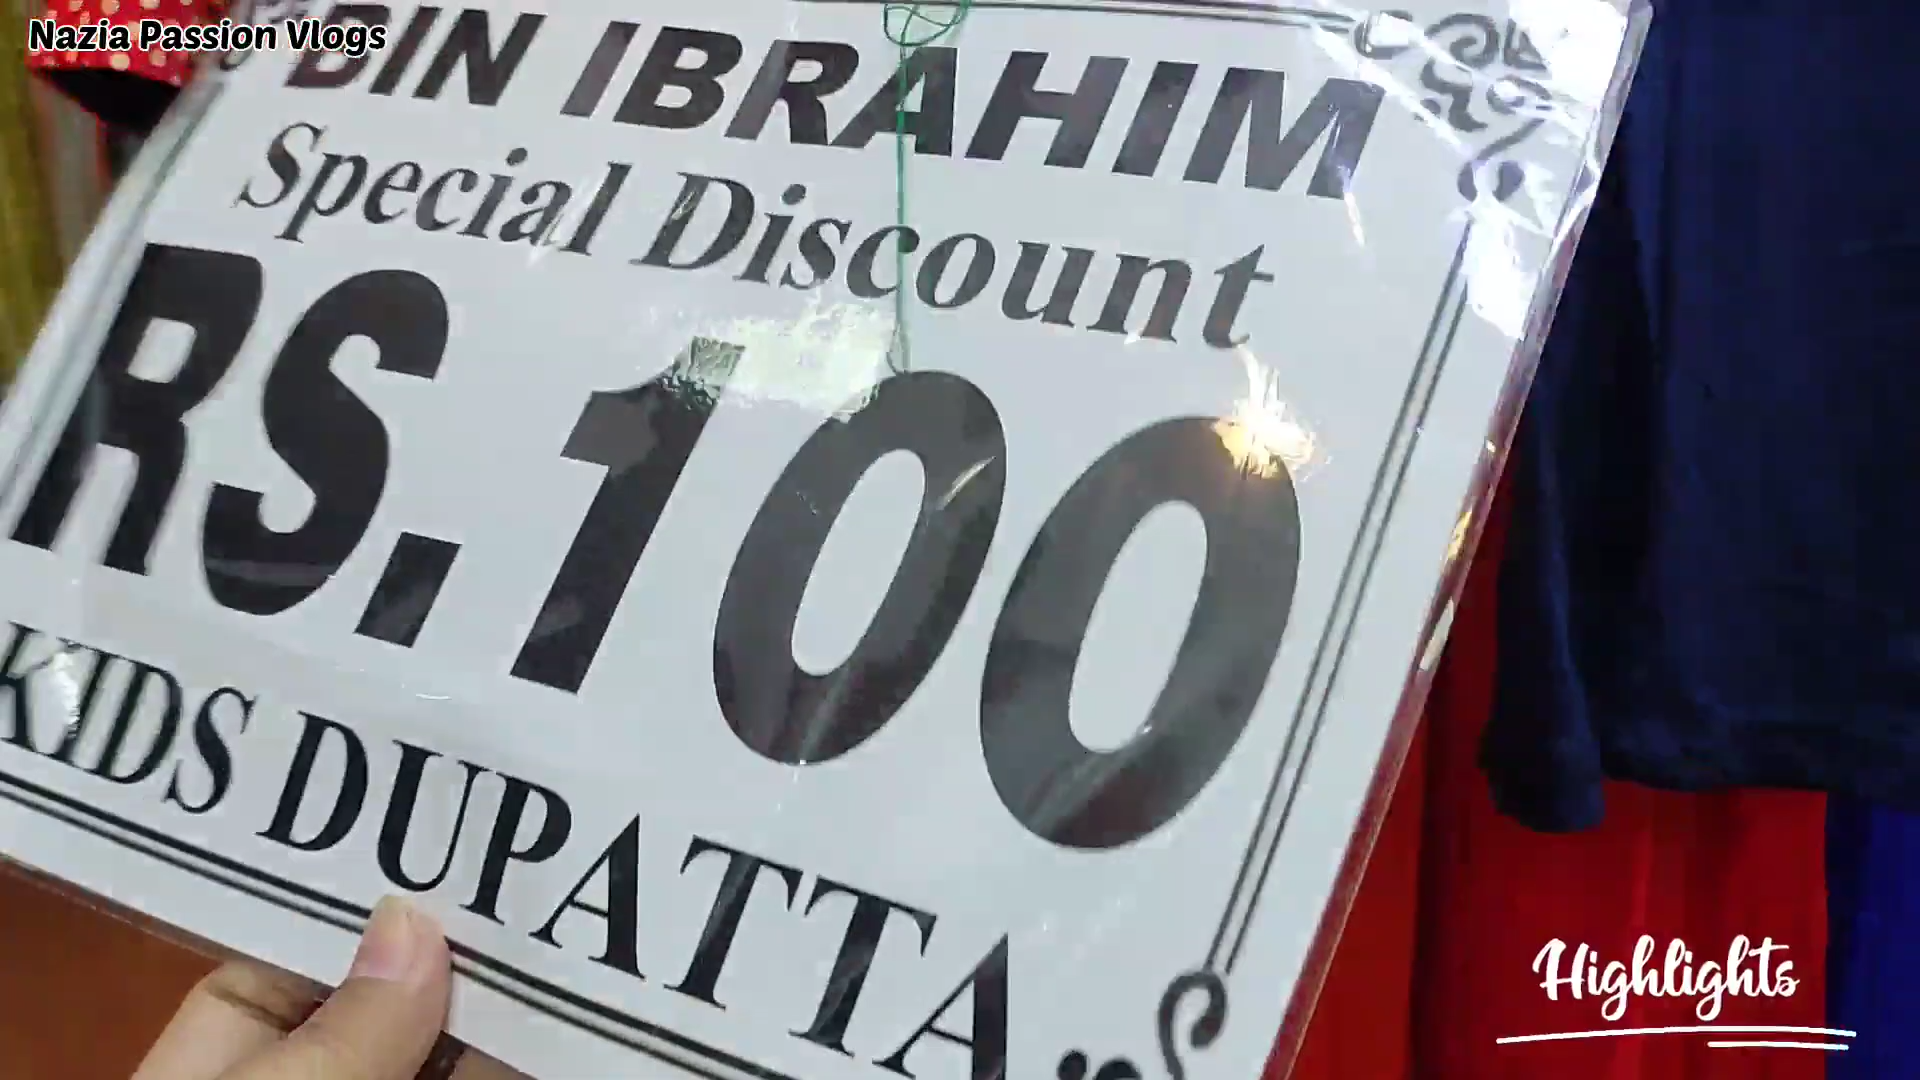 Nazia Passion Vlogs
BIN IBRAHIM
Special Discount
RS.100
KIDS DUPATTA
Highlights